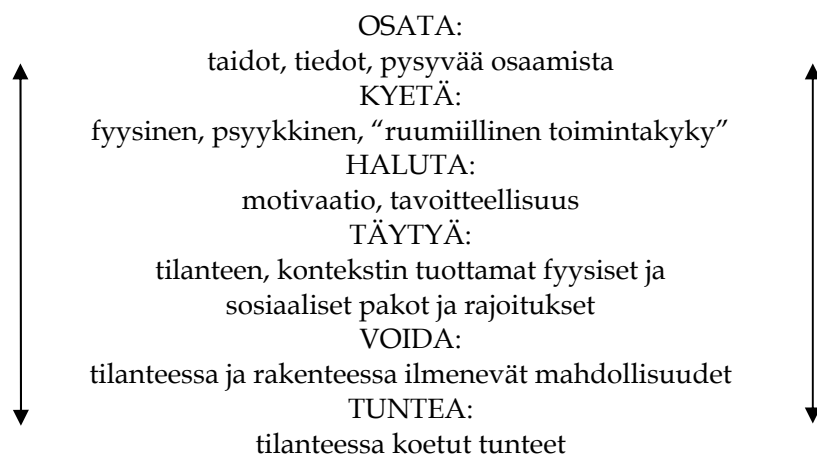 OSATA:
taidot, tiedot, pysyvää osaamista
KYETÄ:
fyysinen, psyykkinen, “ruumiillinen toimintakyky”
HALUTA:
motivaatio, tavoitteellisuus
TÄYTYÄ:
tilanteen, kontekstin tuottamat fyysiset ja
sosiaaliset pakot ja rajoitukset
VOIDA:
tilanteessa ja rakenteessa ilmenevät mahdollisuudet
TUNTEA:
tilanteessa koetut tunteet